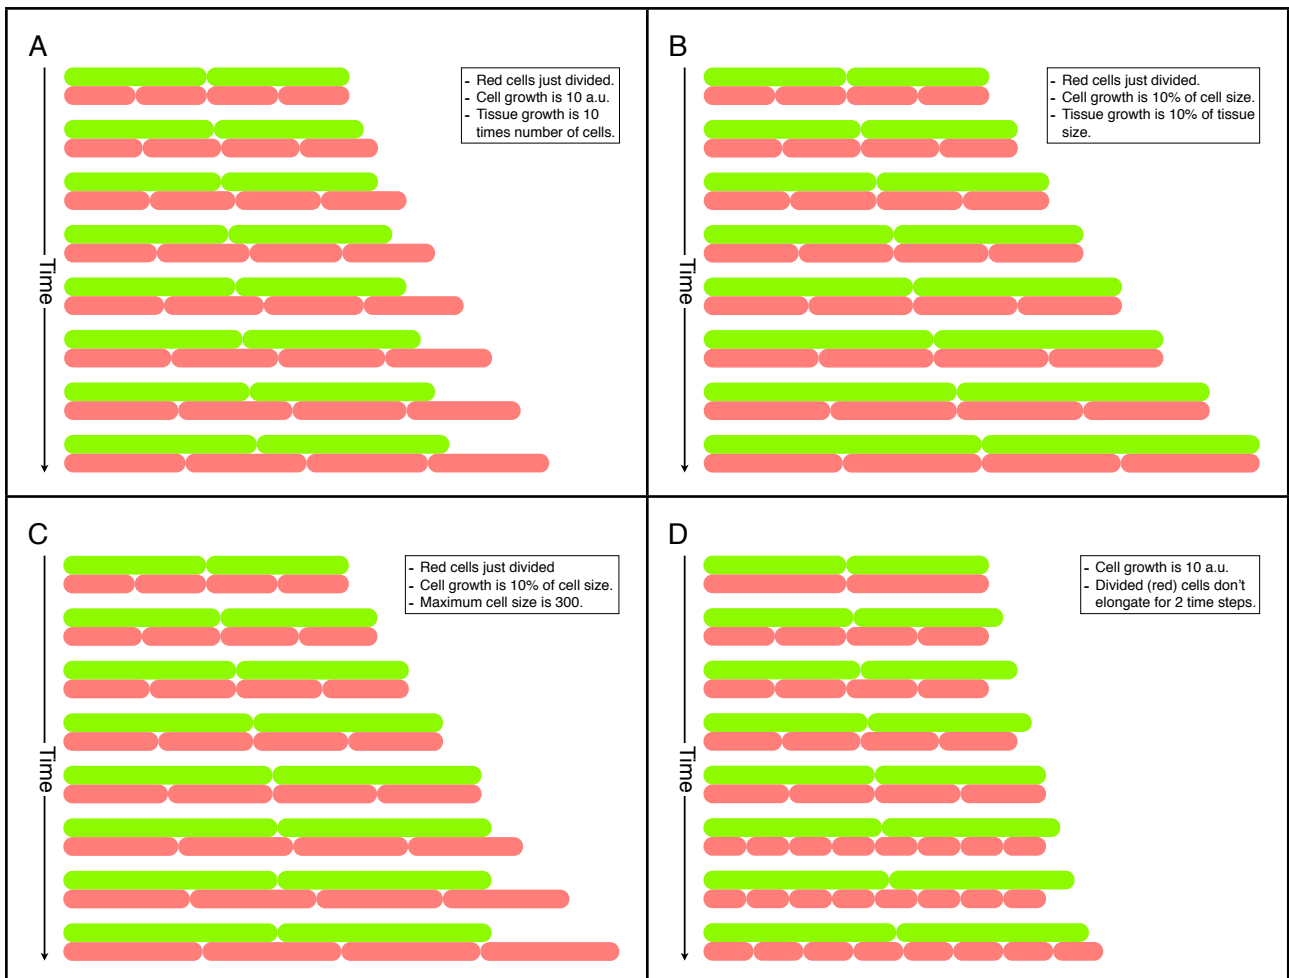 A
- Red cells just divided.
- Cell growth is 10 a.u.
- Tissue growth is 10
times number of cells.
Time
B
- Red cells just divided.
- Cell growth is 10% of cell size.
- Tissue growth is 10% of tissue
size.
Time
C
- Red cells just divided
- Cell growth is 10% of cell size.
- Maximum cell size is 300.
Time
D
- Cell growth is 10 a.u.
- Divided (red) cells don't
elongate for 2 time steps.
Time